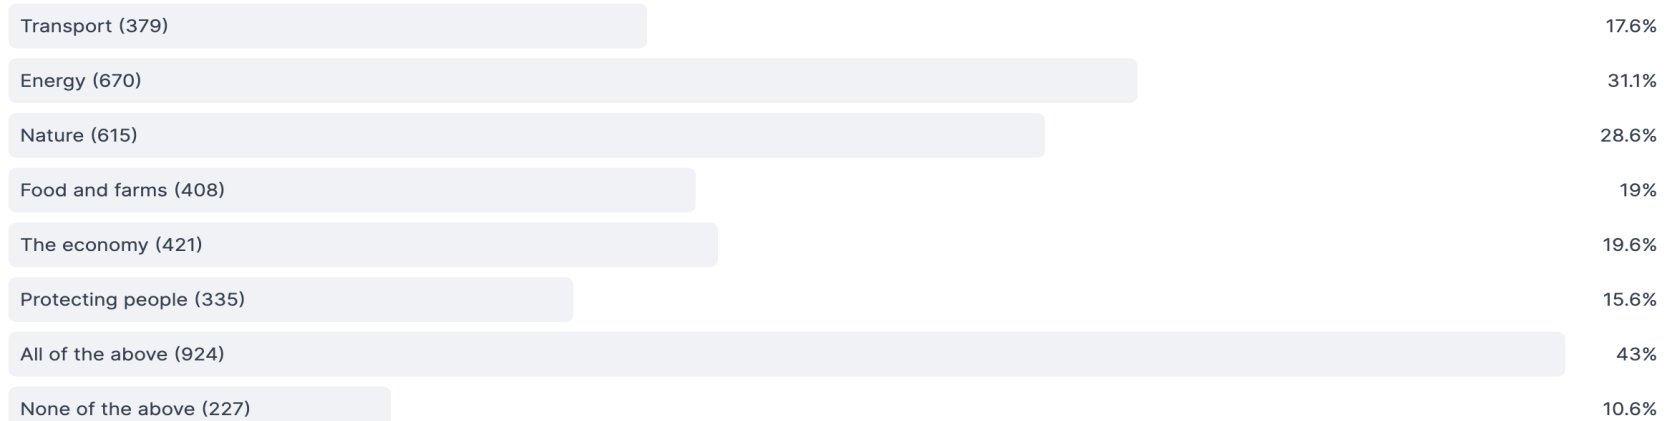 Transport (379) 17.6%
Energy (670) 31.1%
Nature (615) 28.6%
Food and farms (408) 19%
The economy (421) 19.6%
Protecting people (335) 15.6%
All of the above (924) 43%
None of the above (227) 10.6%